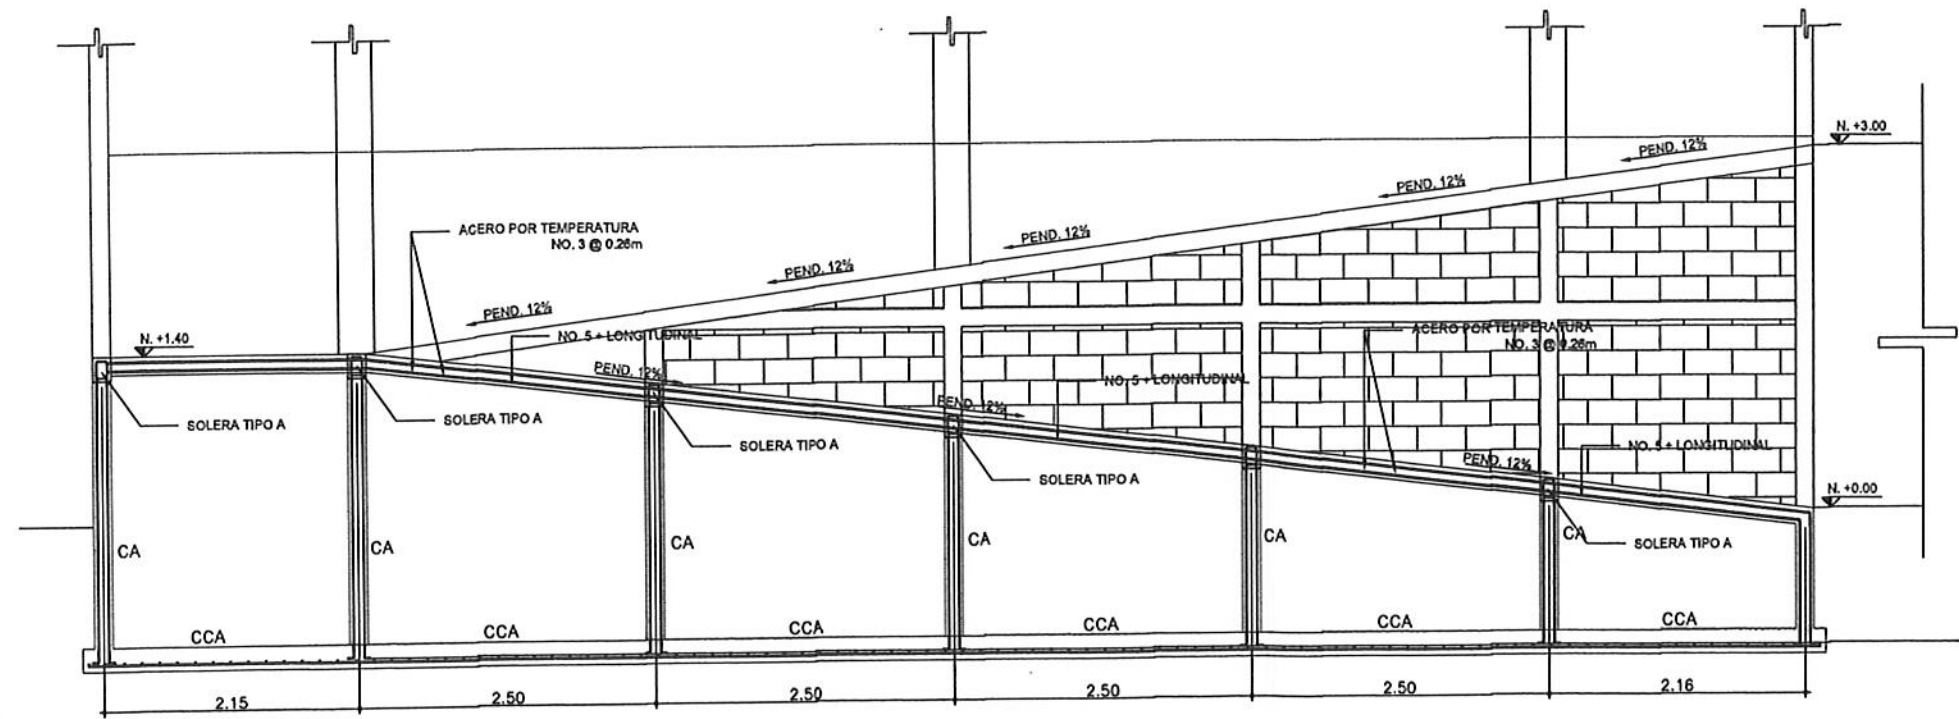 N. +3.00
PEND. 12%
PEND. 12%
PEND. 12%
PEND. 12%
PEND. 12%
ACERO POR TEMPERATURA
NO. 3 @ 0.26m
N. +1.40
NO. 5 + LONGITUDINAL
ACERO POR TEMPERATURA
NO. 3 @ 0.26m
PEND. 12%
NO. 5 + LONGITUDINAL
PEND. 12%
SOLERA TIPO A
SOLERA TIPO A
SOLERA TIPO A
NO. 5 + LONGITUDINAL
PEND. 12%
SOLERA TIPO A
N. +0.00
SOLERA TIPO A
CA
CA
CA
CA
CA
CA
CCA
CCA
CCA
CCA
CCA
CCA
2.15
2.50
2.50
2.50
2.50
2.16